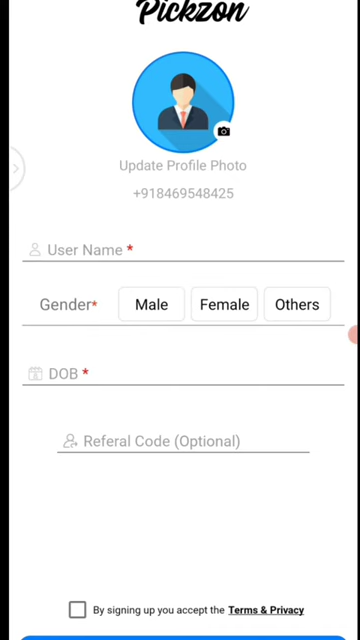 Pickzon
Update Profile Photo
+918469548425
User Name *
Gender* Male Female Others
DOB *
Referal Code (Optional)
By signing up you accept the Terms & Privacy